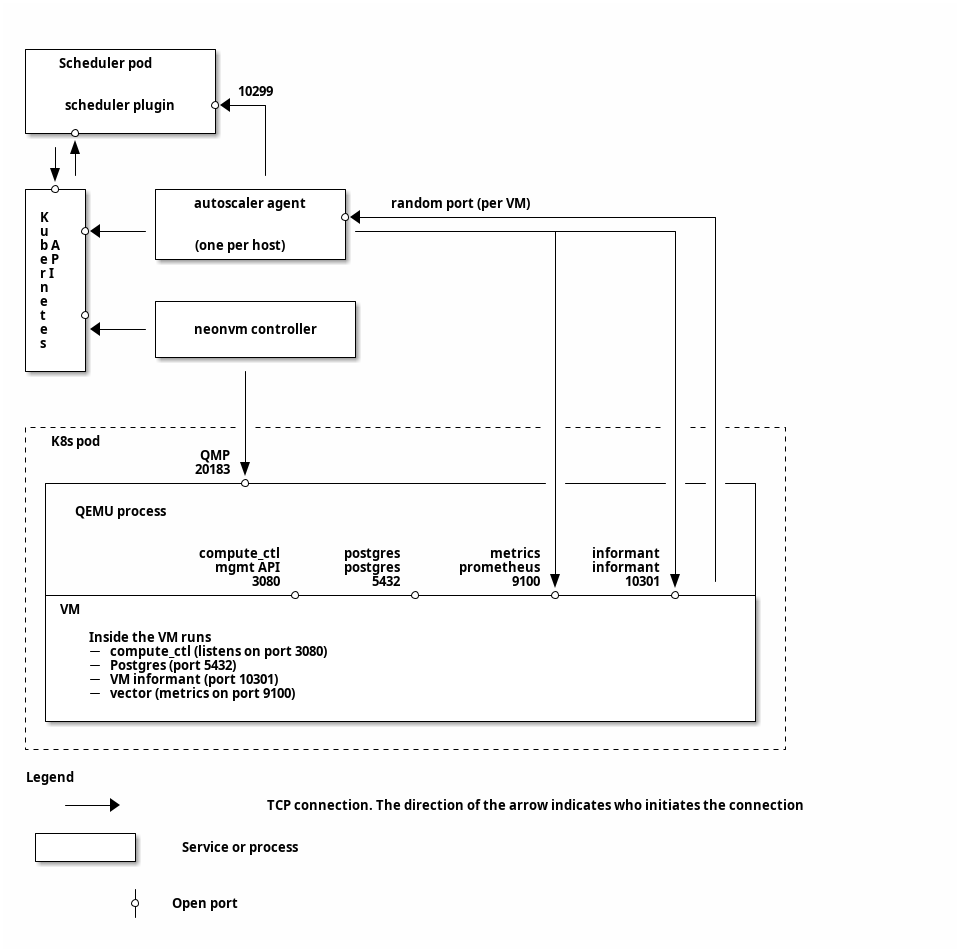 Scheduler pod
10299
scheduler plugin
autoscaler agent
random port (per VM)
(one per host)
Kubernetes
API
neonvm controller
K8s pod
QMP
20183
QEMU process
compute_ctl
mgmt API
3080
postgres
postgres
5432
metrics
prometheus
9100
informant
informant
10301
VM
Inside the VM runs
— compute_ctl (listens on port 3080)
— Postgres (port 5432)
— VM informant (port 10301)
— vector (metrics on port 9100)
Legend
TCP connection. The direction of the arrow indicates who initiates the connection
Service or process
Open port